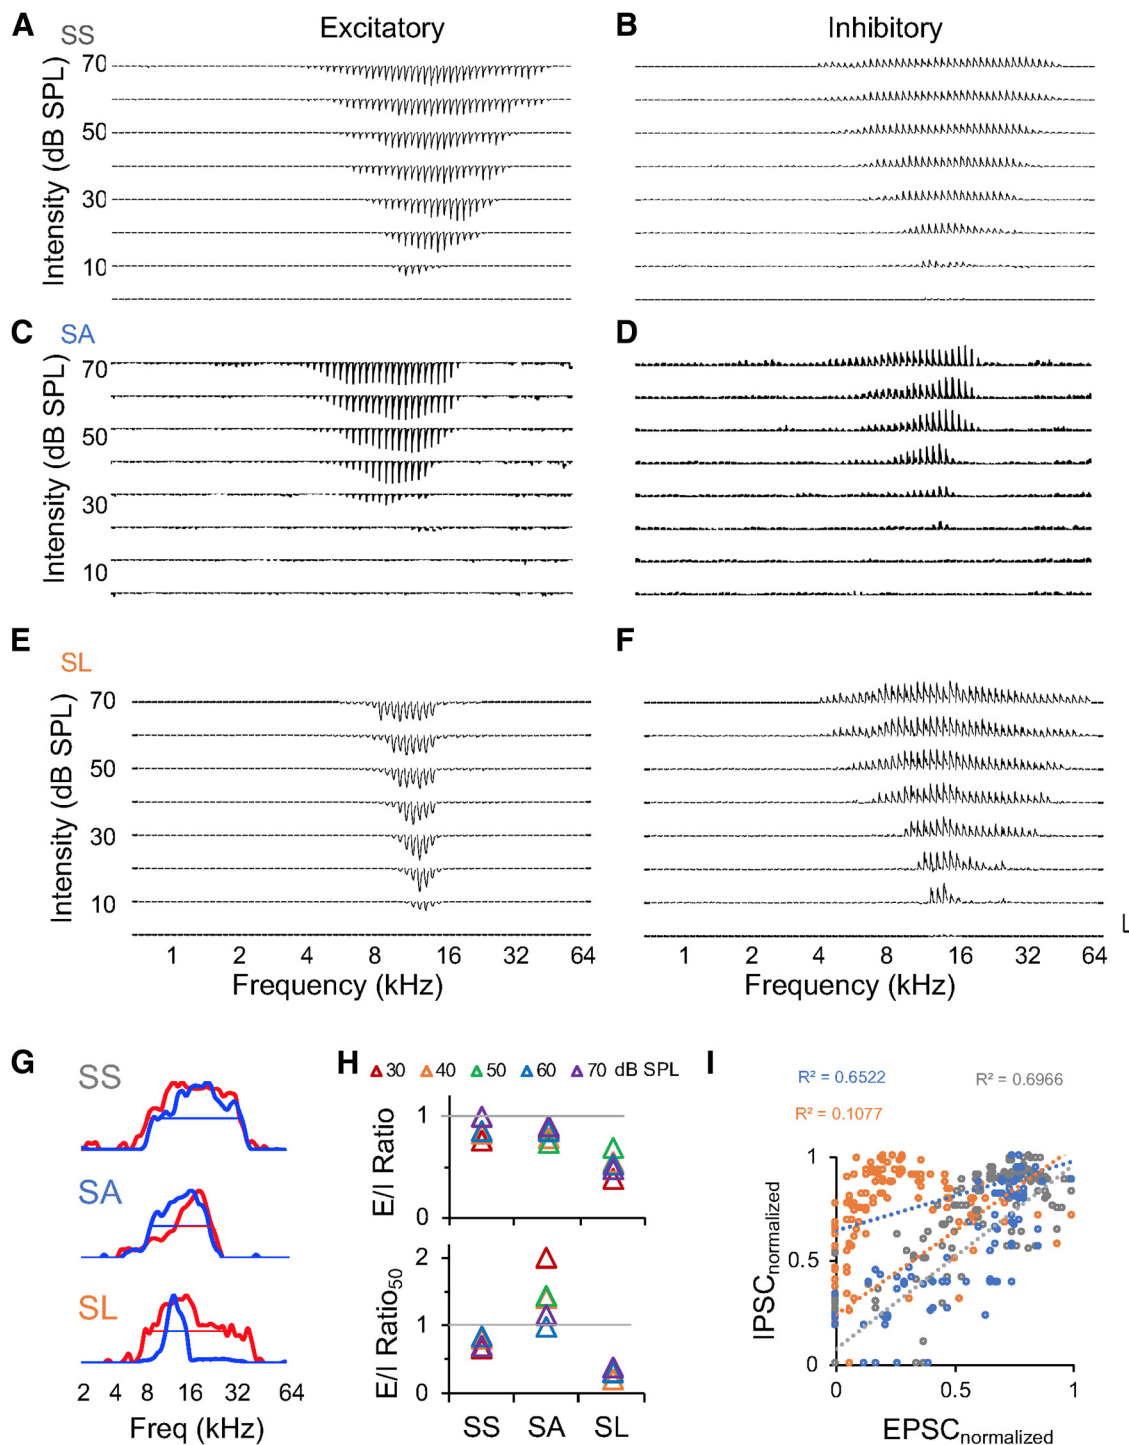 A
SS
Excitatory
B
Inhibitory
Intensity (dB SPL)
70
50
30
10
C
SA
D
Intensity (dB SPL)
70
50
30
10
E
SL
F
Intensity (dB SPL)
70
50
30
10
1 2 4 8 16 32 64
Frequency (kHz)
1 2 4 8 16 32 64
Frequency (kHz)
G
SS
SA
SL
2 4 8 16 32 64
Freq (kHz)
H
30 40 50 60 70 dB SPL
E/I Ratio
1
0
E/I Ratio50
2
1
0
SS SA SL
I
R² = 0.6522
R² = 0.6966
R² = 0.1077
IPSCnormalized
1
0.5
0
0 0.5 1
EPSCnormalized